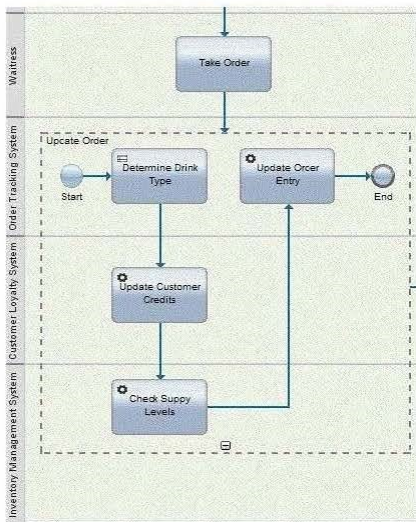 Waitress
Take Order
Order Tracking System
Upcate Order
Start
Determine Drink
Type
Update Orcer
Entry
End
Customer Loyalty System
Update Customer
Credits
Inventory Management System
Check Suppy
Levels